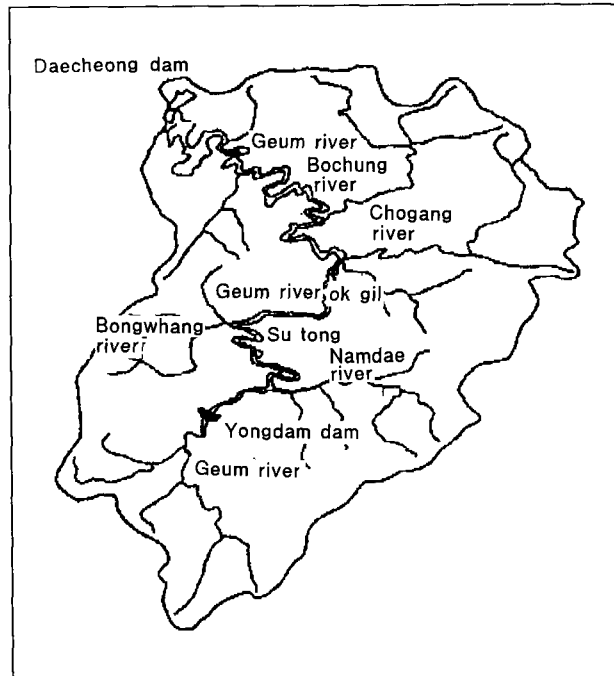 Daecheong dam
Geum river
Bochung
river
Chogang
river
Geum river ok gil
Bongwhang
river
Su tong
Namdae
river
Yongdam dam
Geum river